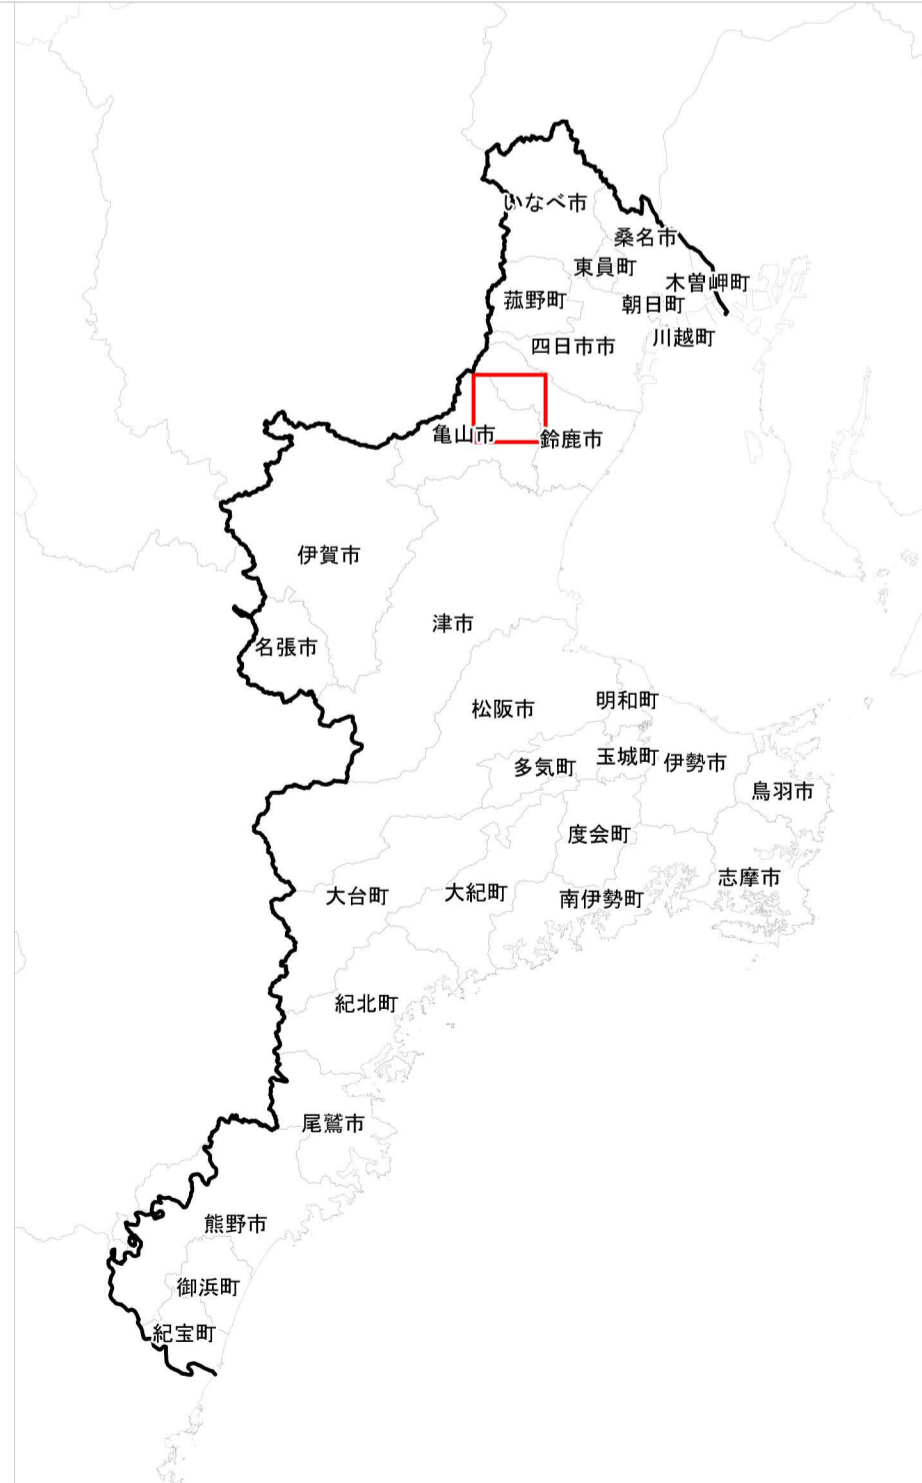 いなべ市
桑名市
東員町
木曽岬町
菰野町
朝日町
川越町
四日市市
亀山市
鈴鹿市
伊賀市
津市
名張市
松阪市
明和町
多気町
玉城町
伊勢市
鳥羽市
度会町
志摩市
大台町
大紀町
南伊勢町
紀北町
尾鷲市
熊野市
御浜町
紀宝町